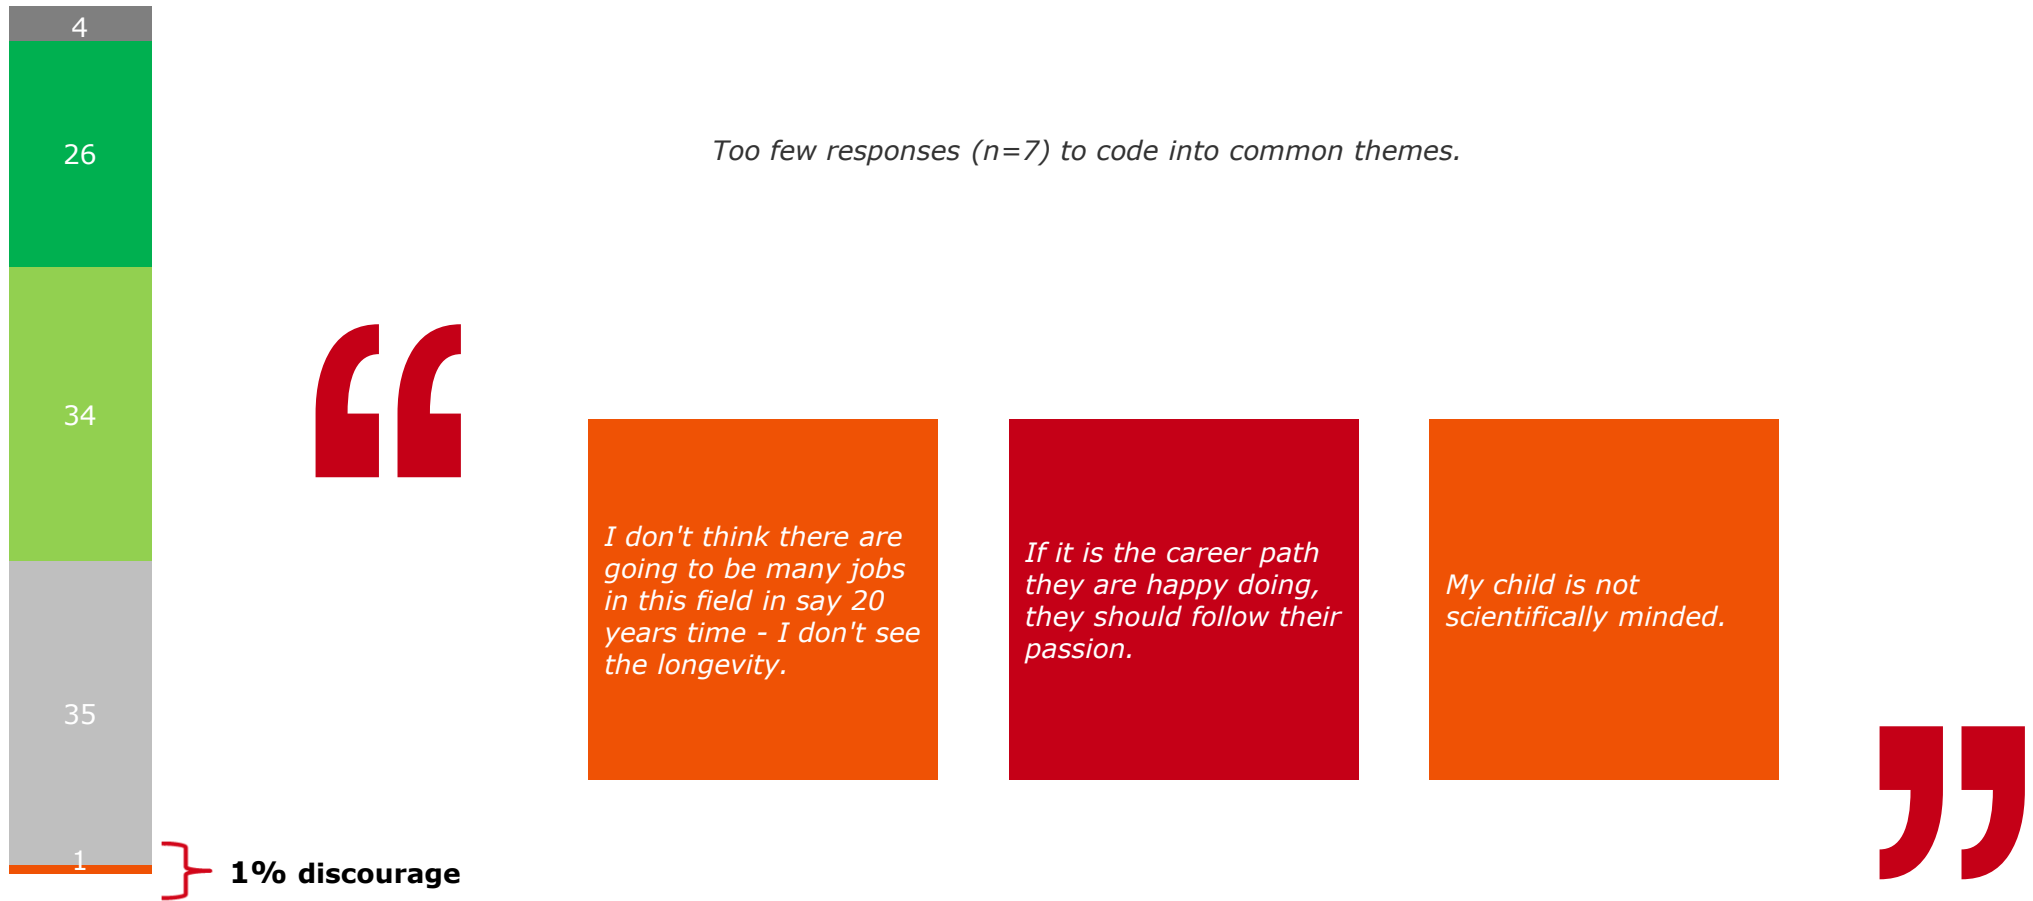 4
26
34
35
1
1% discourage
Too few responses (n=7) to code into common themes.
“
I don't think there are
going to be many jobs
in this field in say 20
years time - I don't see
the longevity.
If it is the career path
they are happy doing,
they should follow their
passion.
My child is not
scientifically minded.
”